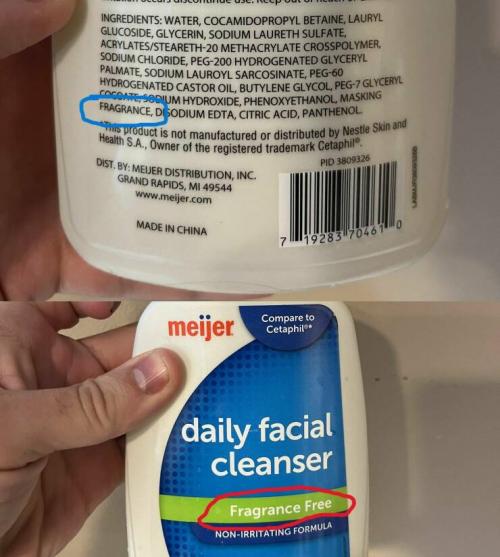 INGREDIENTS: WATER, COCAMIDOPROPYL BETAINE, LAURYL
GLUCOSIDE, GLYCERIN, SODIUM LAURETH SULFATE,
ACRYLATES/STEARETH-20 METHACRYLATE CROSSPOLYMER,
SODIUM CHLORIDE, PEG-200 HYDROGENATED GLYCERYL
PALMATE, SODIUM LAUROYL SARCOSINATE, PEG-60
HYDROGENATED CASTOR OIL, BUTYLENE GLYCOL, PEG-7 GLYCERYL
COCOATE, SODIUM HYDROXIDE, PHENOXYETHANOL, MASKING
FRAGRANCE, DISODIUM EDTA, CITRIC ACID, PANTHENOL.
*This product is not manufactured or distributed by Nestle Skin and
Health S.A., Owner of the registered trademark Cetaphil®.
DIST. BY: MEIJER DISTRIBUTION, INC.
GRAND RAPIDS, MI 49544
www.meijer.com
MADE IN CHINA
PID 3809326
7 19283 70461 0
meijer
Compare to
Cetaphil®*
daily facial
cleanser
Fragrance Free
NON-IRRITATING FORMULA